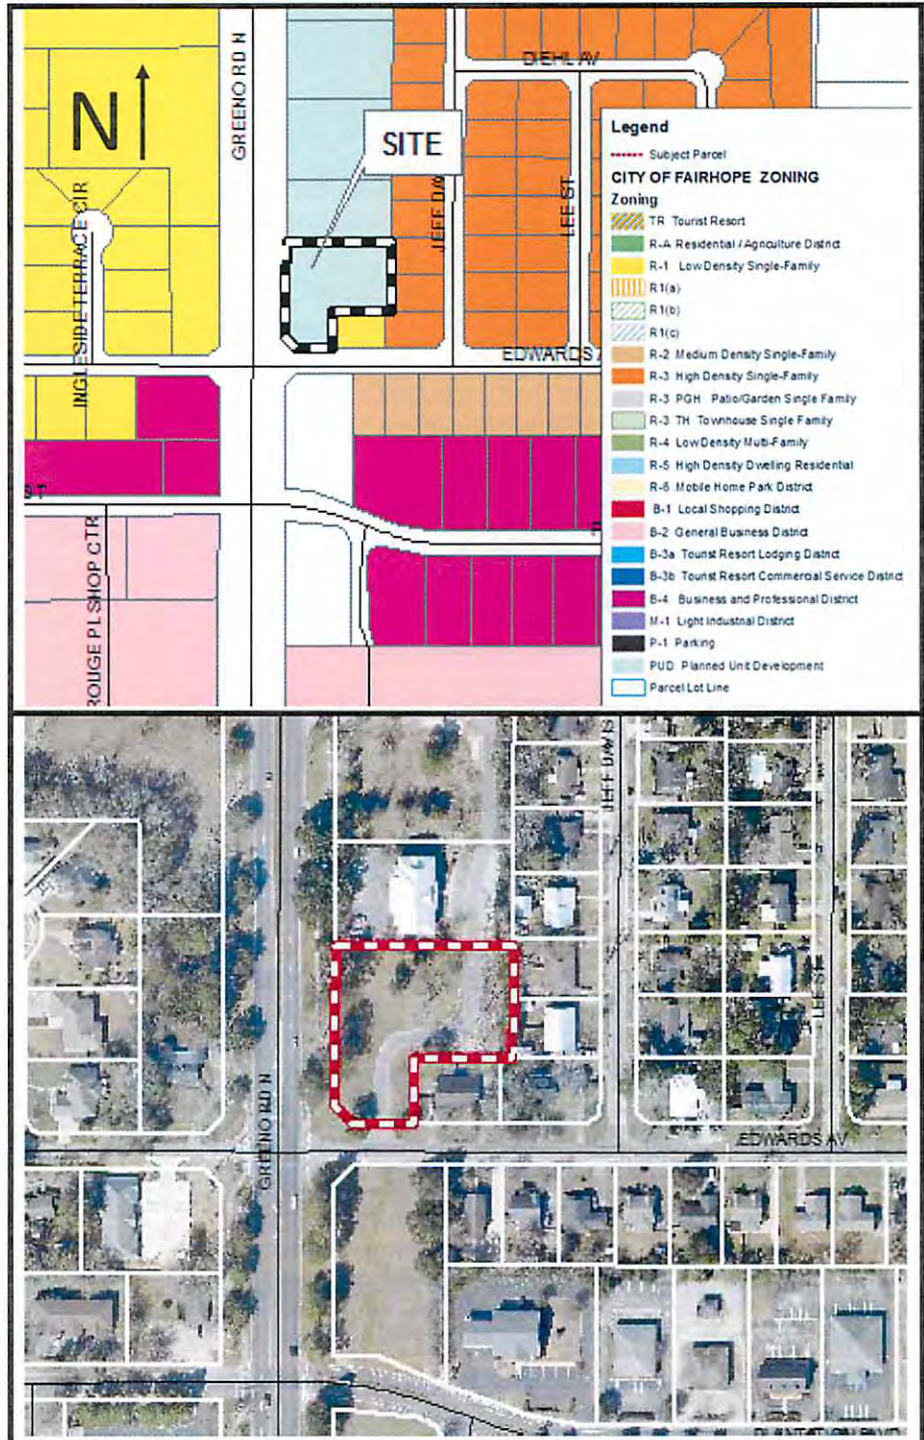 N
GREENO RD N
DIEHL AV
SITE
JEFF DAV
LEE ST
INGLESIDE TERRACE CIR
EDWARDS A
ROUGE PL SHOP CTR
Legend
Subject Parcel
CITY OF FAIRHOPE ZONING
Zoning
TR Tourist Resort
R-A Residential / Agriculture District
R-1 Low Density Single-Family
R1(a)
R1(b)
R1(c)
R-2 Medium Density Single-Family
R-3 High Density Single-Family
R-3 PGH Patio/Garden Single Family
R-3 TH Townhouse Single Family
R-4 Low Density Multi-Family
R-5 High Density Dwelling Residential
R-6 Mobile Home Park District
B-1 Local Shopping District
B-2 General Business District
B-3a Tourist Resort Lodging District
B-3b Tourist Resort Commercial Service District
B-4 Business and Professional District
M-1 Light Industrial District
P-1 Parking
PUD Planned Unit Development
Parcel Lot Line
JEFF DAVIS
LEE ST
GREENO RD N
EDWARDS AV
PLANTATION BLVD